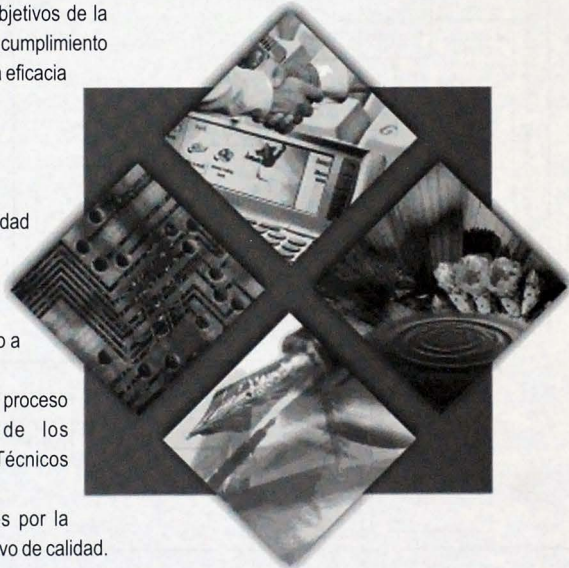 bjetivos de la
cumplimiento
eficacia
dad
o a
proceso
de los
Técnicos
s por la
vo de calidad.